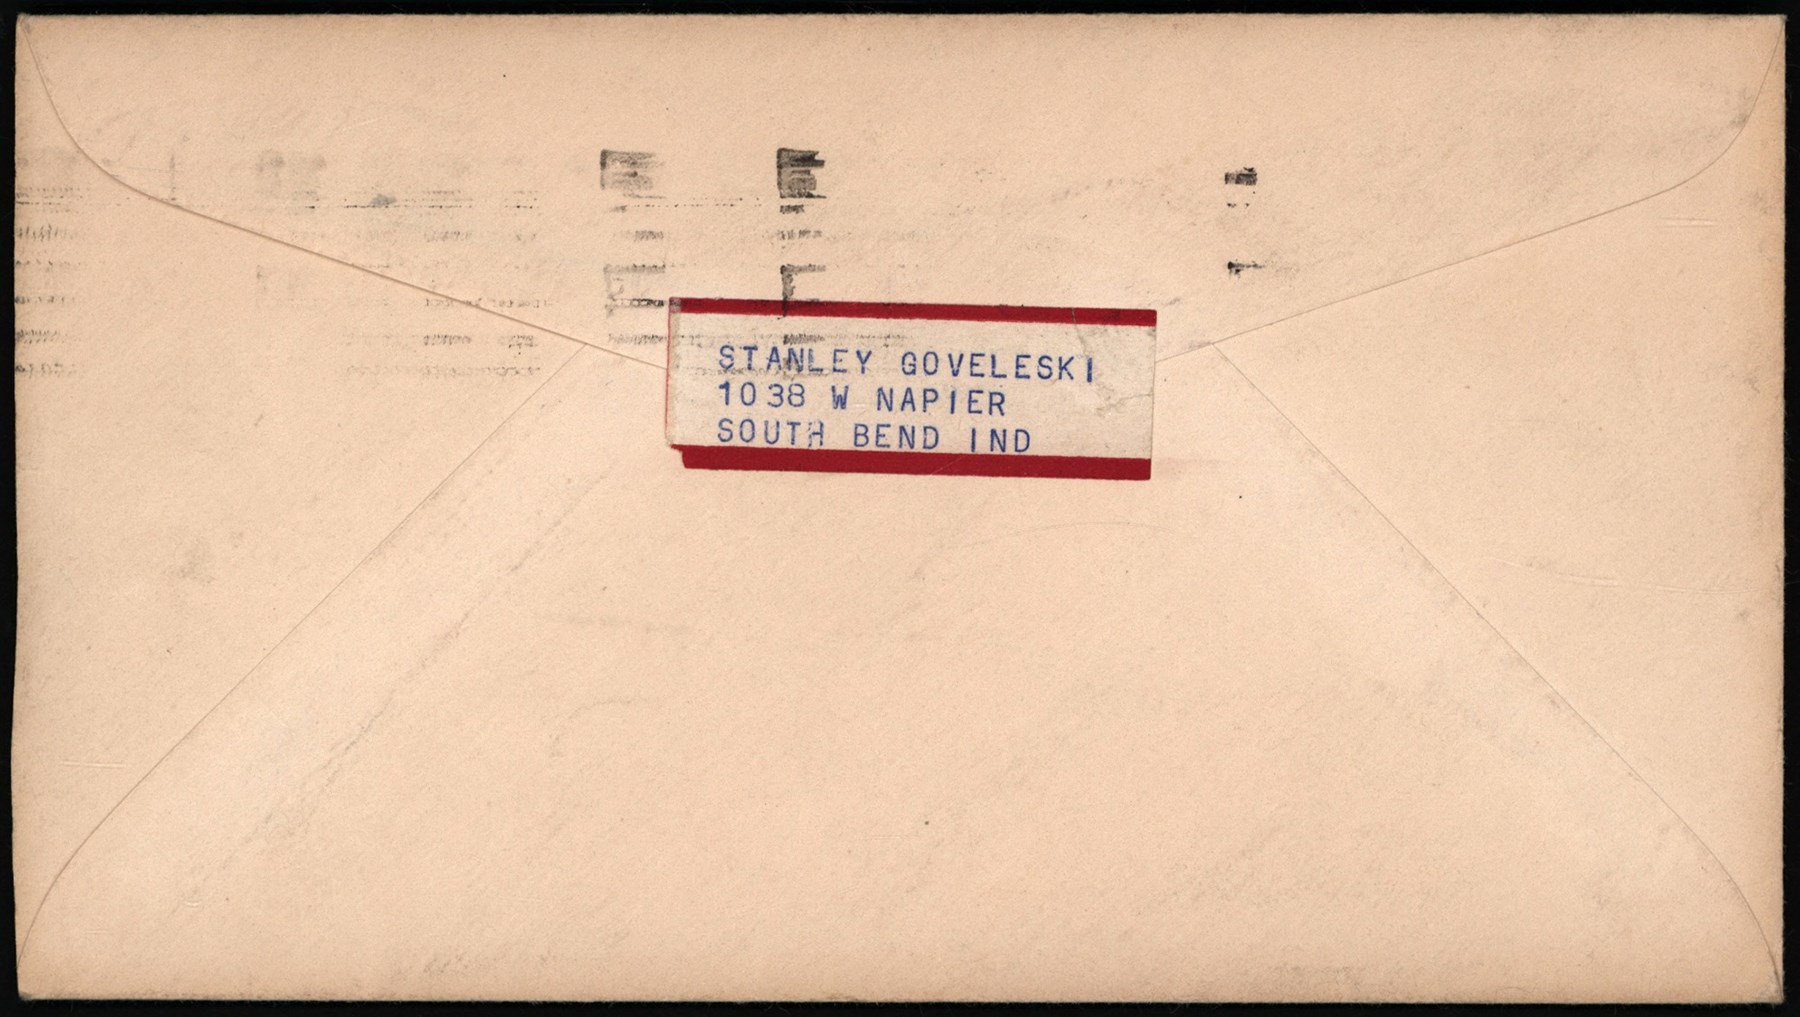 STANLEY GOVELESKI
1038 W NAPIER
SOUTH BEND IND